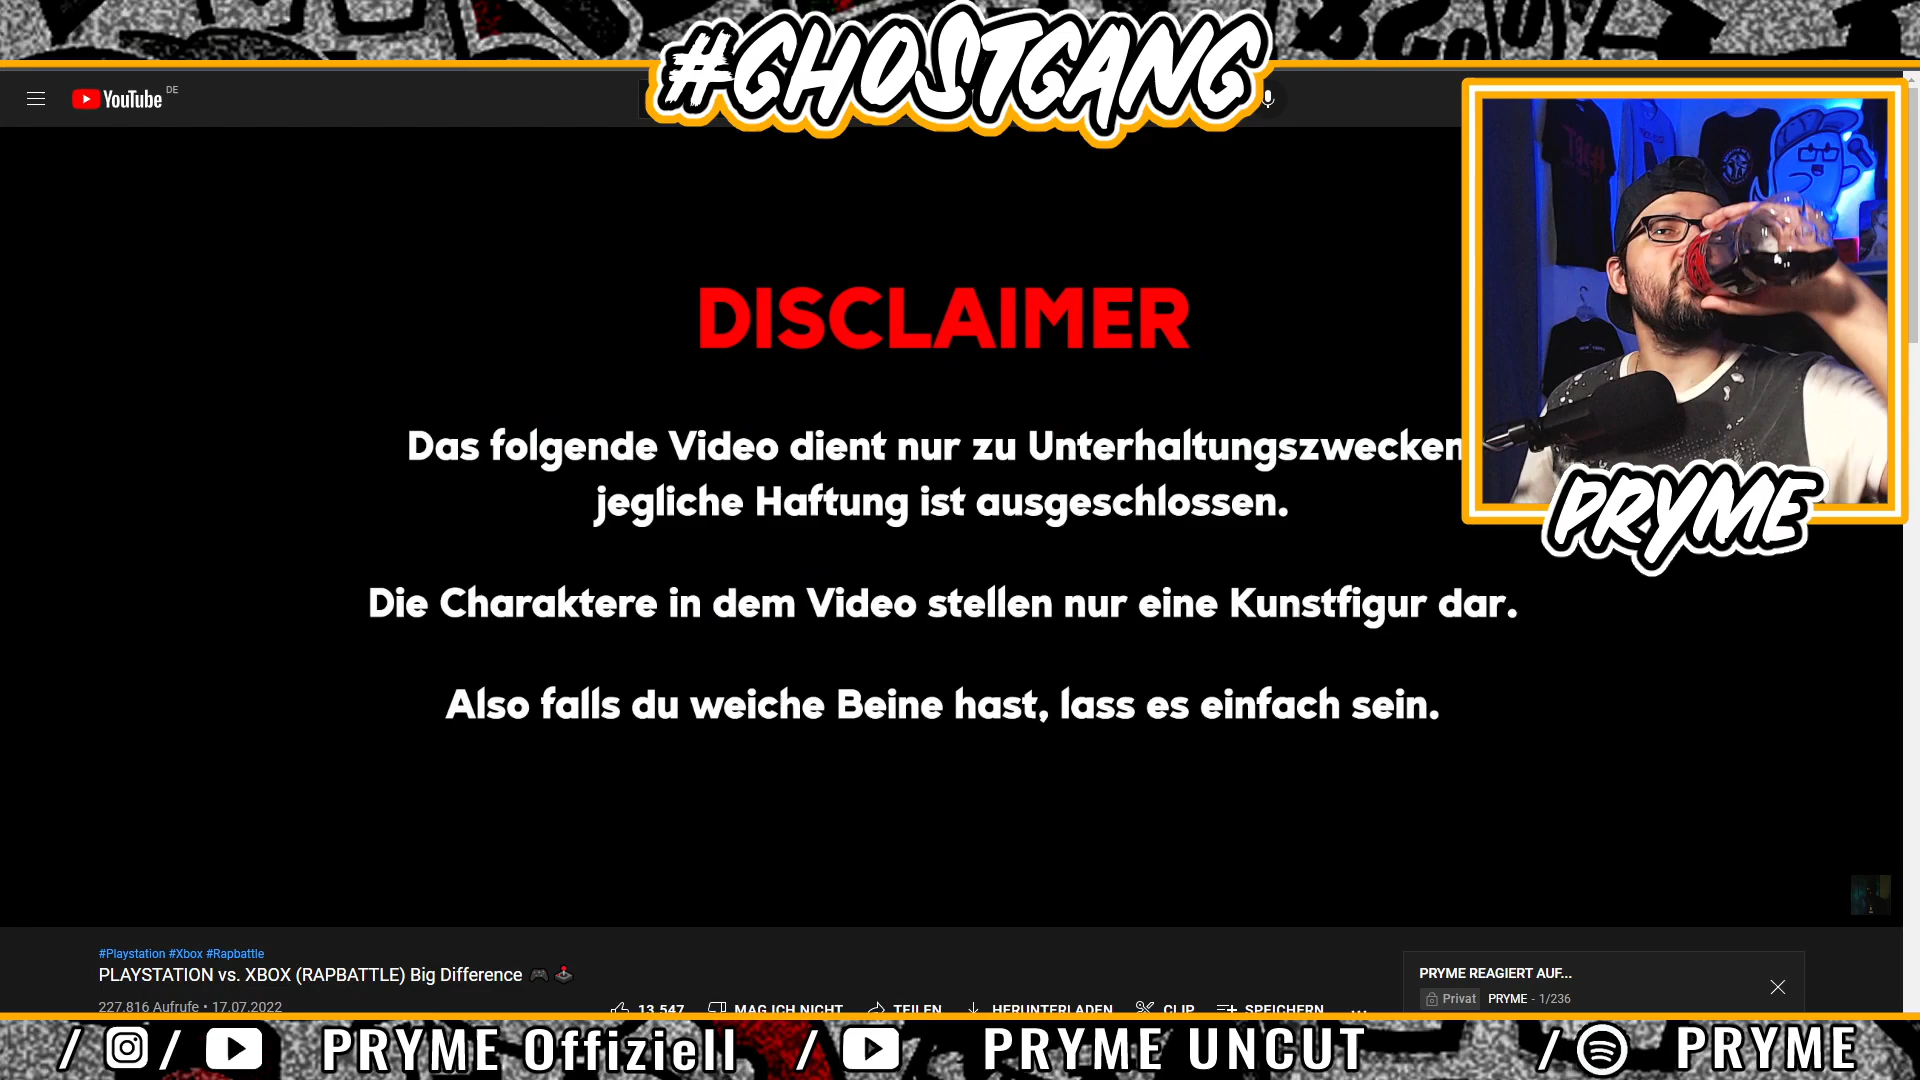 #GHOSTGANG
YouTube DE
DISCLAIMER
Das folgende Video dient nur zu Unterhaltungszwecken
jegliche Haftung ist ausgeschlossen.
Die Charaktere in dem Video stellen nur eine Kunstfigur dar.
Also falls du weiche Beine hast, lass es einfach sein.
PRYME
#Playstation #Xbox #Rapbattle
PLAYSTATION vs. XBOX (RAPBATTLE) Big Difference
227.816 Aufrufe • 17.07.2022
13.547 MAG ICH NICHT TEILEN HERUNTERLADEN CLIP SPEICHERN ...
PRYME REAGIERT AUF...
Privat PRYME - 1/236
/ / PRYME Offiziell / PRYME UNCUT / PRYME